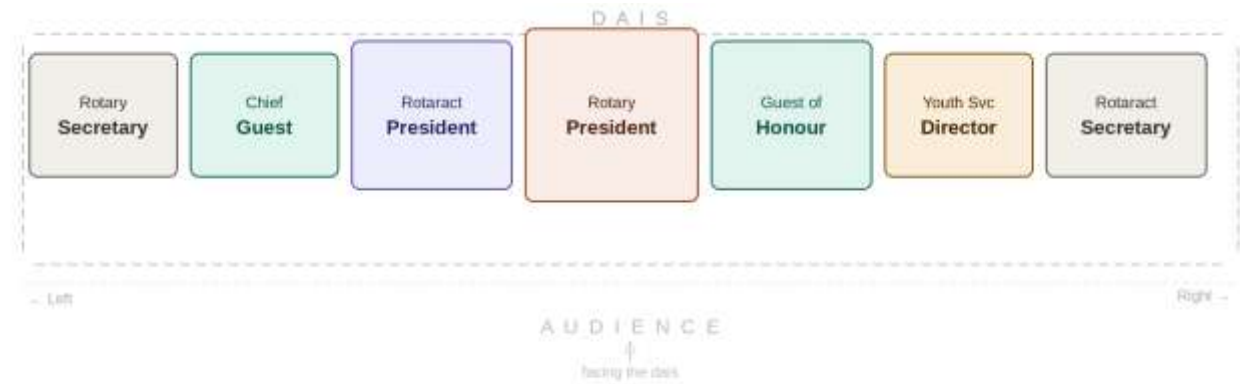 DAIS
Rotary
Secretary
Chief
Guest
Rotaract
President
Rotary
President
Guest of
Honour
Youth Svc
Director
Rotaract
Secretary
← Left
Right →
AUDIENCE
facing the dais